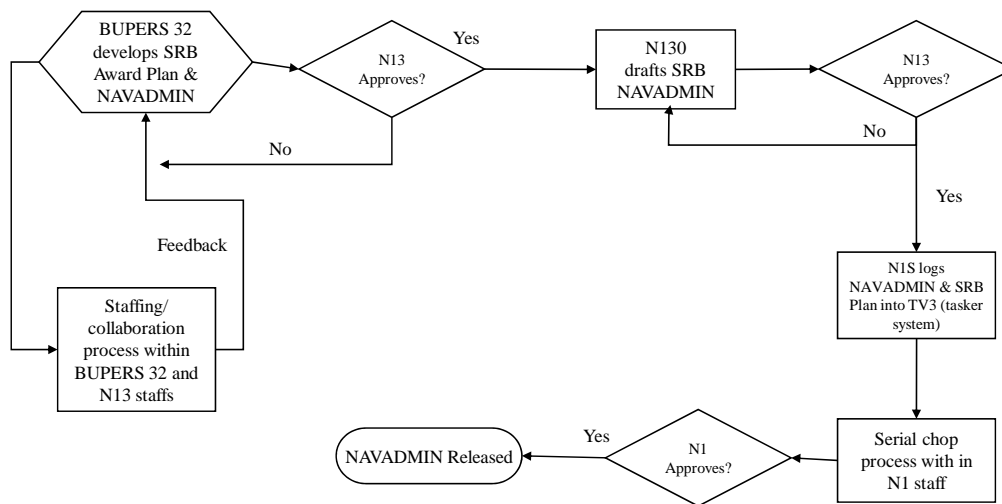 BUPERS 32
develops SRB
Award Plan &
NAVADMIN
N13
Approves?
Yes
No
N130
drafts SRB
NAVADMIN
N13
Approves?
No
Yes
Feedback
Staffing/
collaboration
process within
BUPERS 32 and
N13 staffs
N1S logs
NAVADMIN & SRB
Plan into TV3 (tasker
system)
Serial chop
process with in
N1 staff
N1
Approves?
Yes
NAVADMIN Released